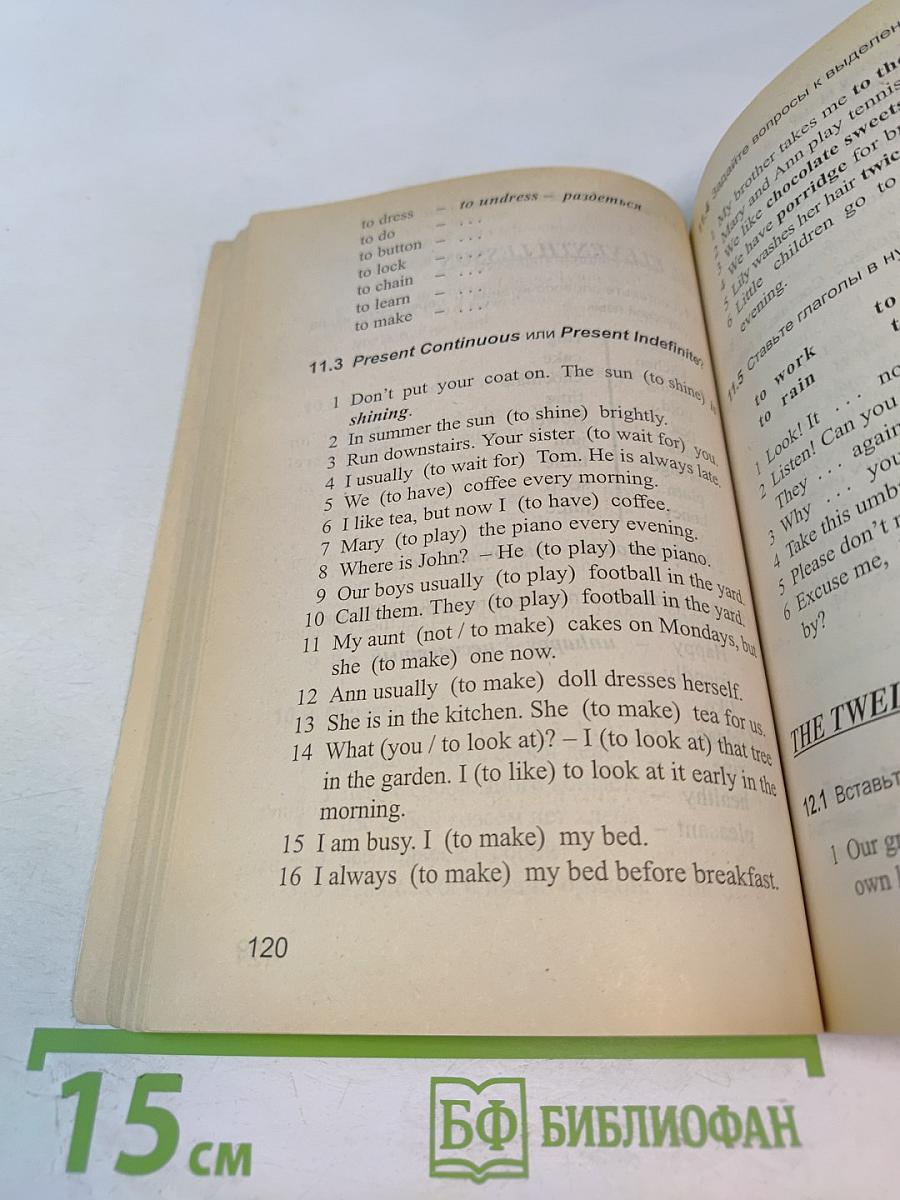 to dress – to undress – раздеться
to do – . . .
to button – . . .
to lock – . . .
to chain – . . .
to learn – . . .
to make – . . .
11.3 Present Continuous или Present Indefinite?
1 Don't put your coat on. The sun (to shine) is
shining.
2 In summer the sun (to shine) brightly.
3 Run downstairs. Your sister (to wait for) you.
4 I usually (to wait for) Tom. He is always late.
5 We (to have) coffee every morning.
6 I like tea, but now I (to have) coffee.
7 Mary (to play) the piano every evening.
8 Where is John? – He (to play) the piano.
9 Our boys usually (to play) football in the yard.
10 Call them. They (to play) football in the yard.
11 My aunt (not / to make) cakes on Mondays, but
she (to make) one now.
12 Ann usually (to make) doll dresses herself.
13 She is in the kitchen. She (to make) tea for us.
14 What (you / to look at)? – I (to look at) that tree
in the garden. I (to like) to look at it early in the
morning.
15 I am busy. I (to make) my bed.
16 I always (to make) my bed before breakfast.
120
Задайте вопросы к
1 My brother takes me to the
2 Mary and Ann play tennis
3 We like chocolate sweets
4 We have porridge for
5 Lily washes her hair twice
6 Little children go to
evening.
11.5 Ставьте глаголы в
to work
to rain
1 Look! It . . .
2 Listen! Can you
They . . . again
3 Why . . .
4 Take this
5 Please don't
6 Excuse me,
by?
THE
12.1
1 Our
own
15 см
БФ БИБЛИОФАН